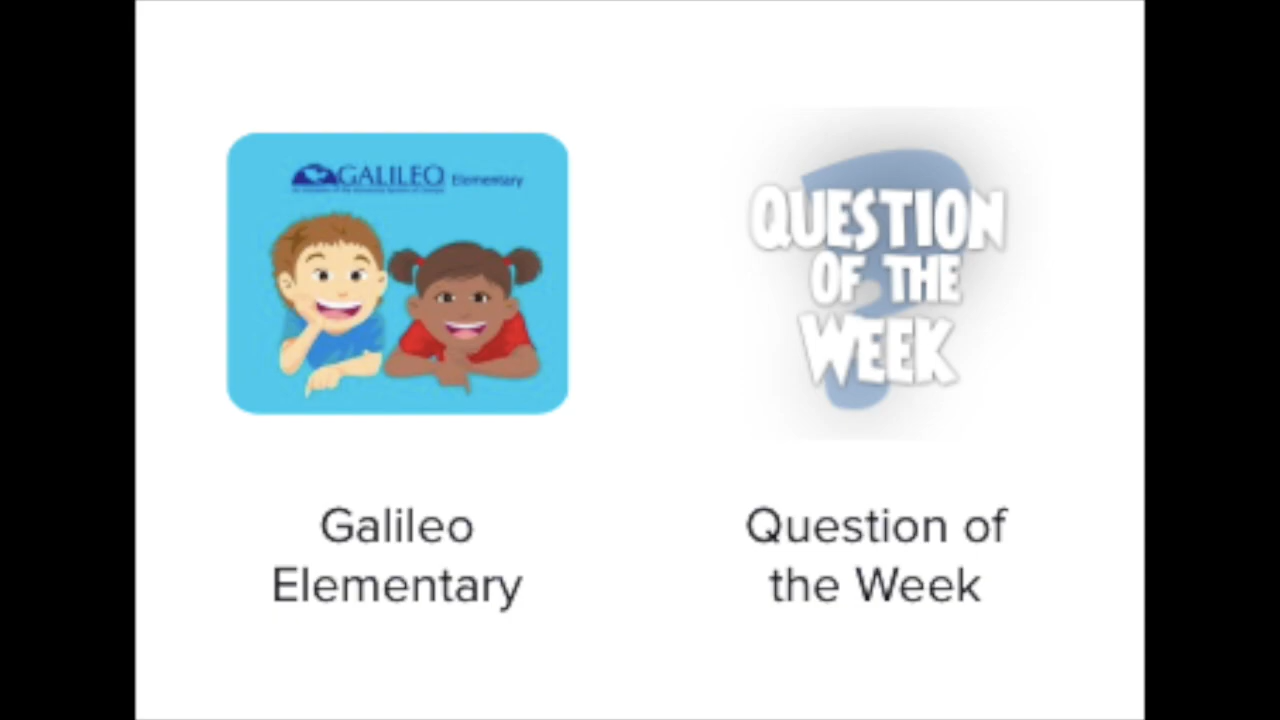 GALILEO Elementary
QUESTION
OF THE
WEEK
Galileo
Elementary
Question of
the Week